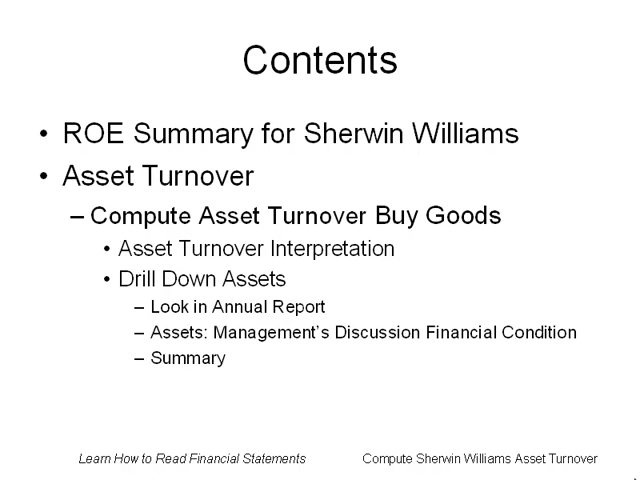 Contents
• ROE Summary for Sherwin Williams
• Asset Turnover
– Compute Asset Turnover Buy Goods
• Asset Turnover Interpretation
• Drill Down Assets
– Look in Annual Report
– Assets: Management's Discussion Financial Condition
– Summary
Learn How to Read Financial Statements Compute Sherwin Williams Asset Turnover